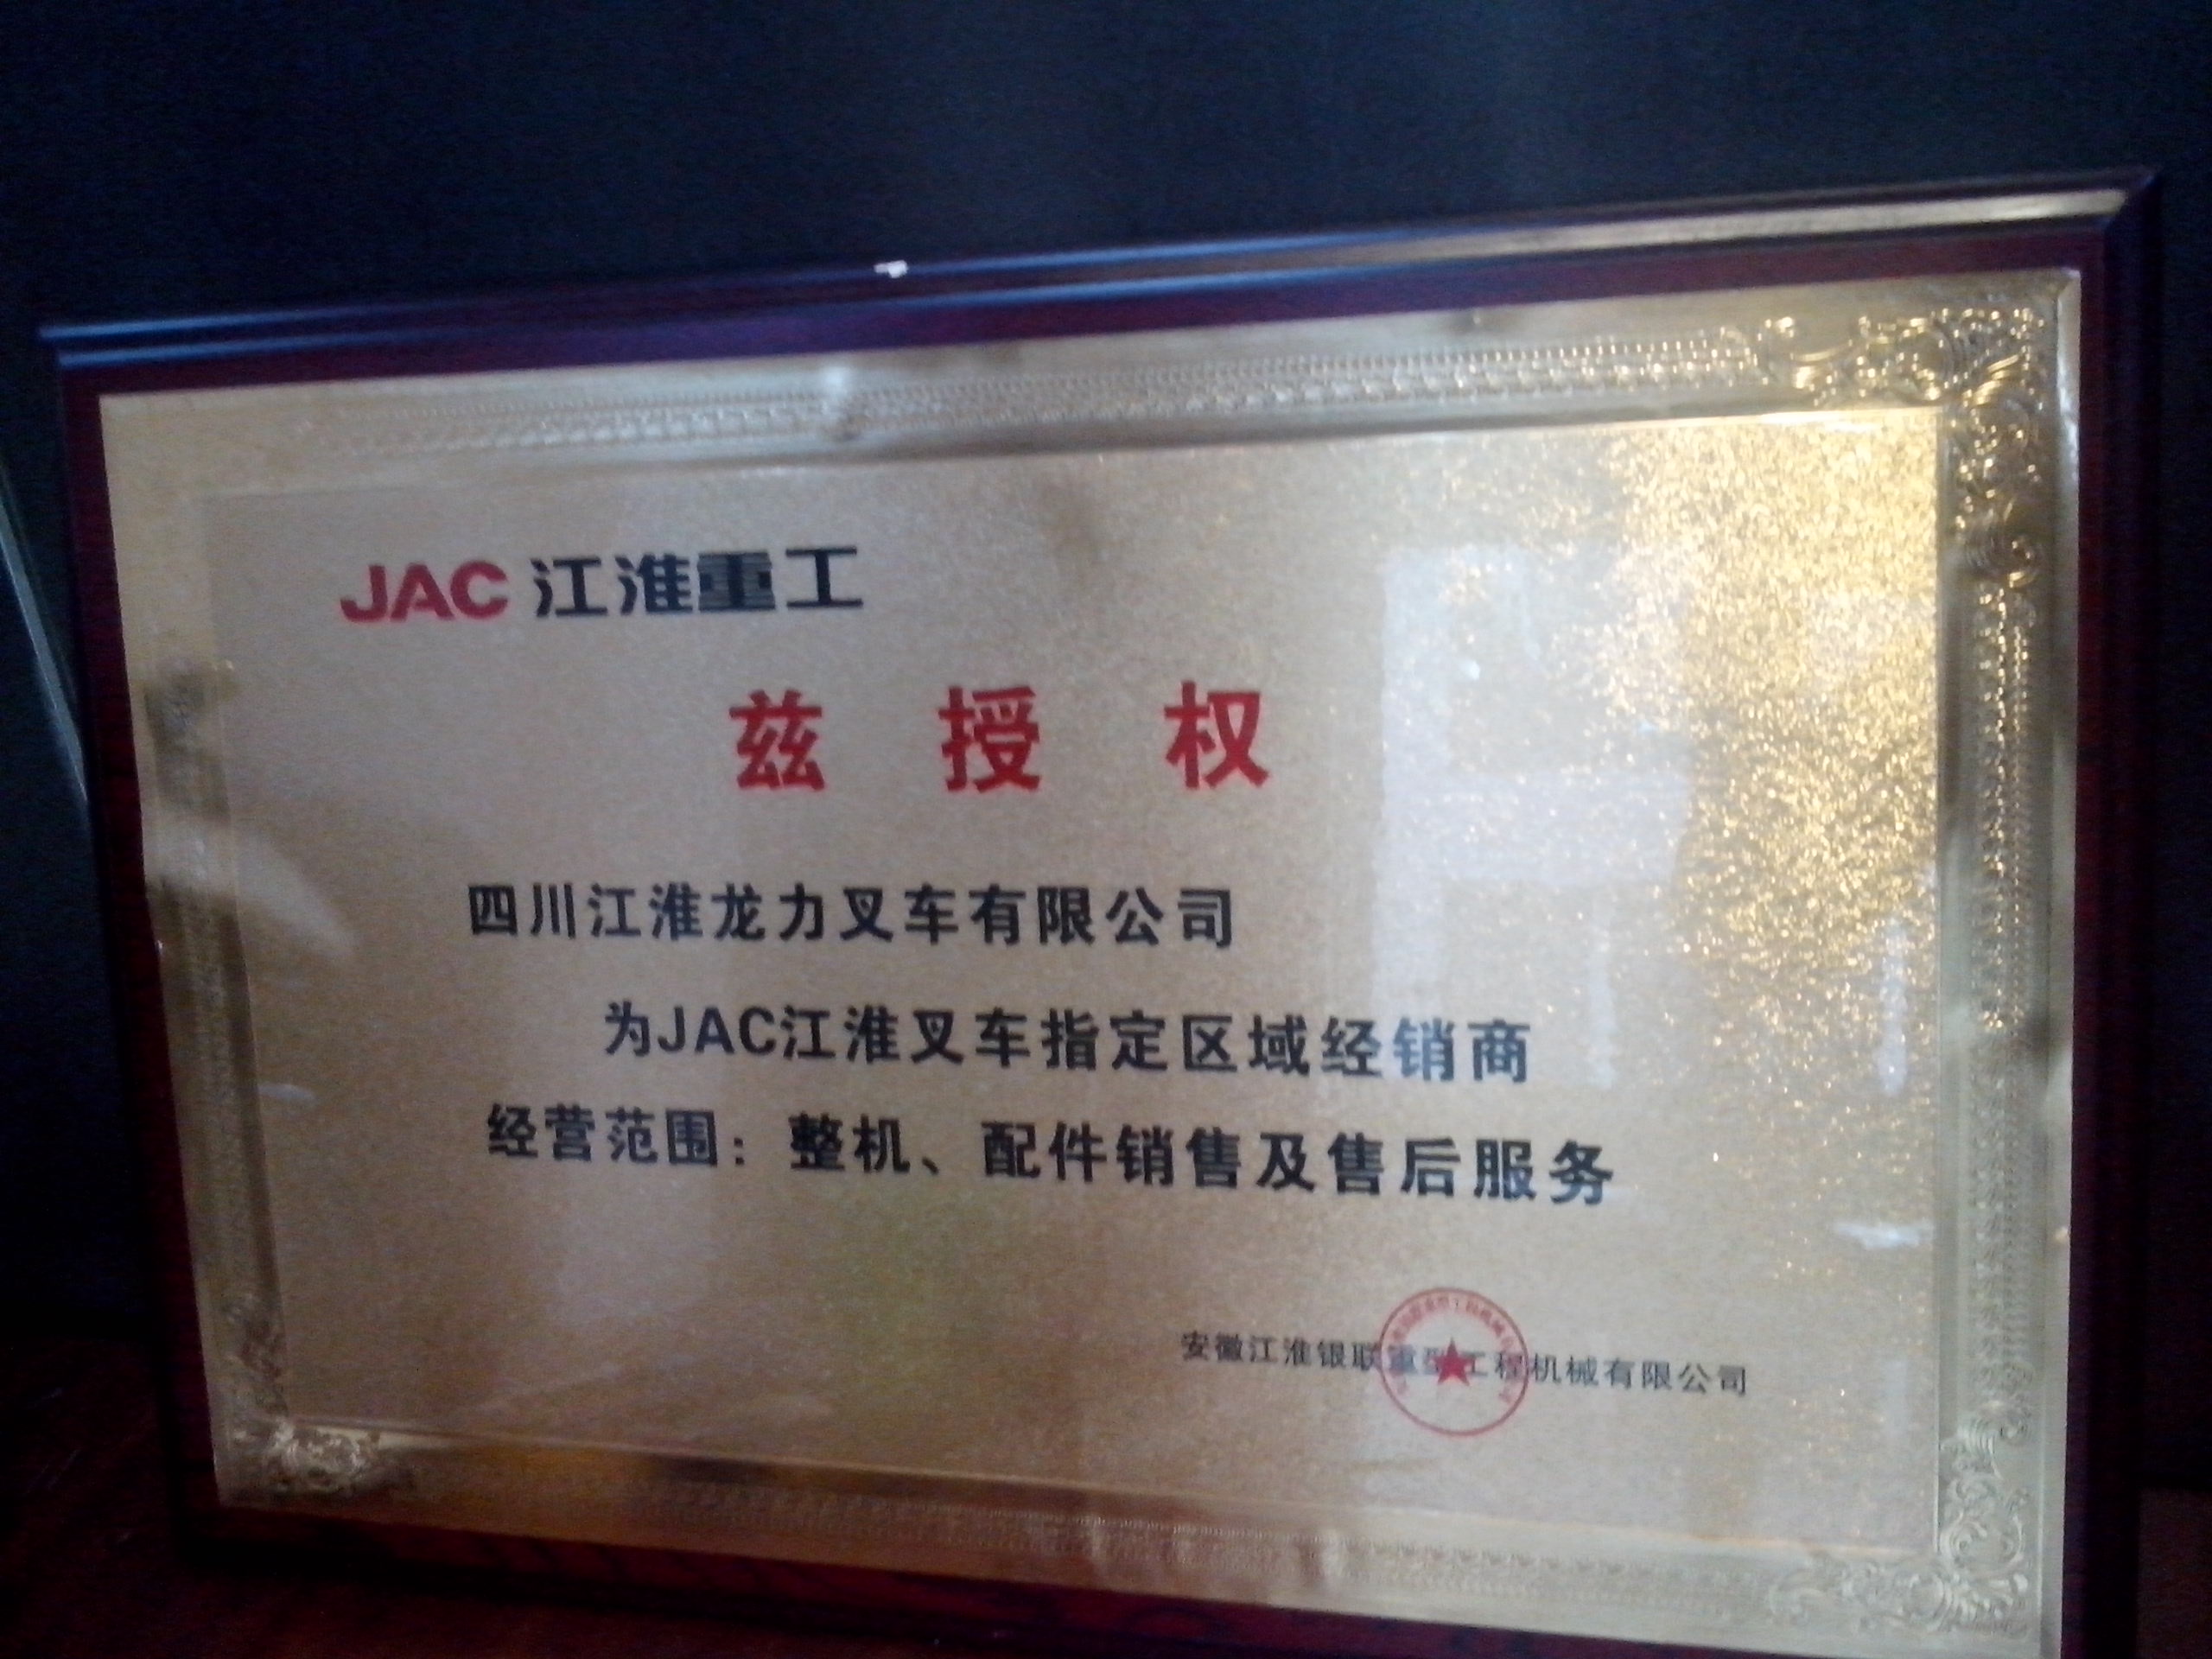 JAC 江淮重工
兹授权
四川江淮龙力叉车有限公司
为JAC江淮叉车指定区域经销商
经营范围：整机、配件销售及售后服务
安徽江淮银联重型工程机械有限公司